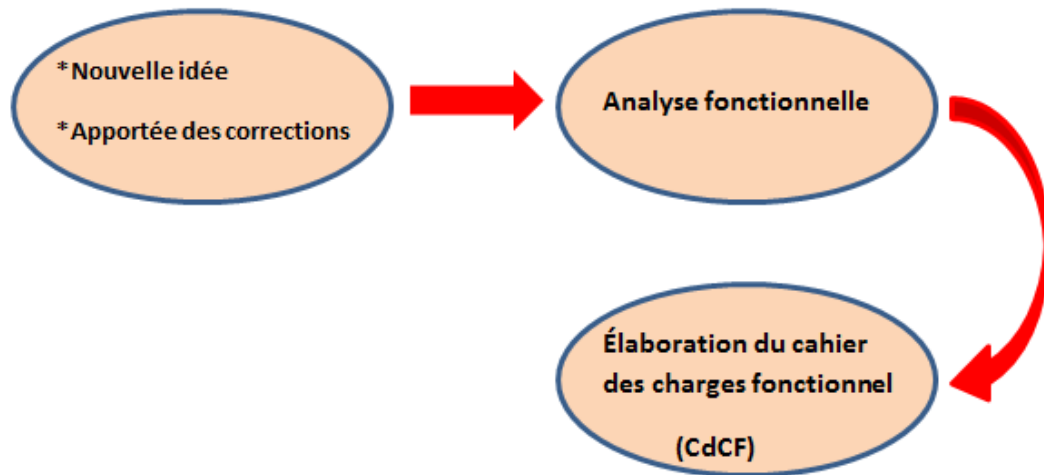 *Nouvelle idée
*Apportée des corrections
Analyse fonctionnelle
Élaboration du cahier
des charges fonctionnel
(CdCF)